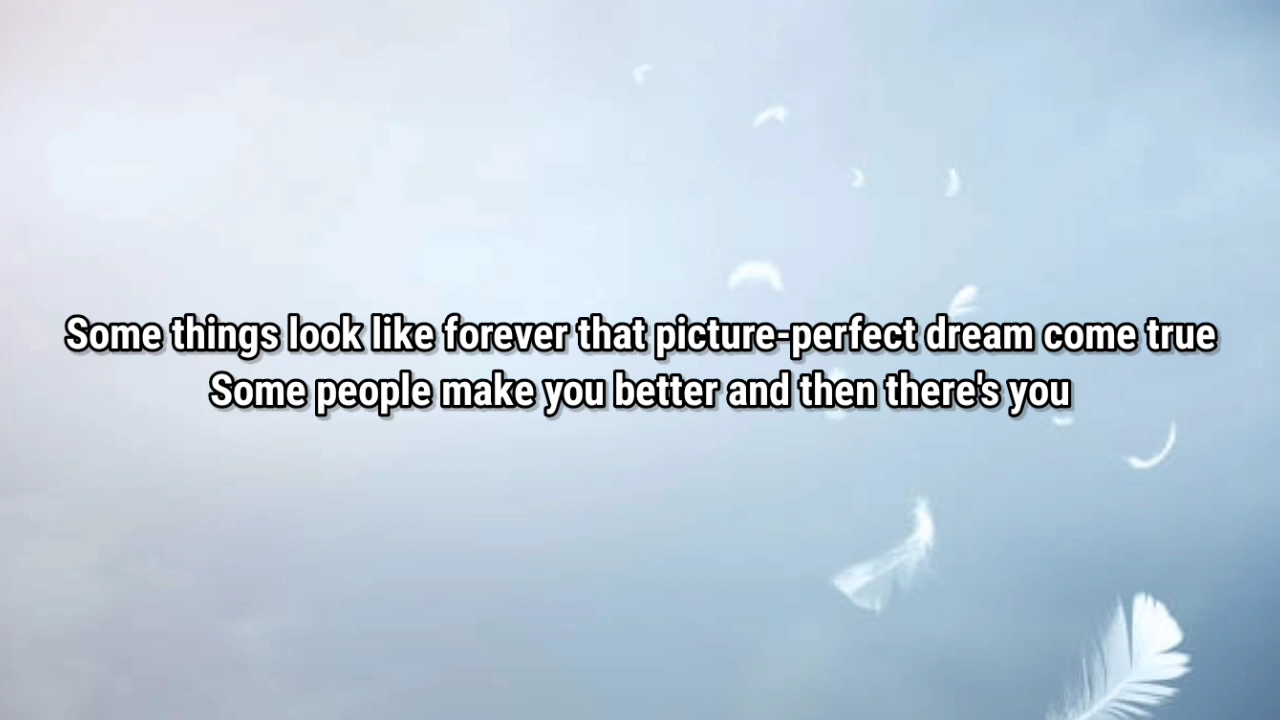 Some things look like forever that picture-perfect dream come true
Some people make you better and then there's you